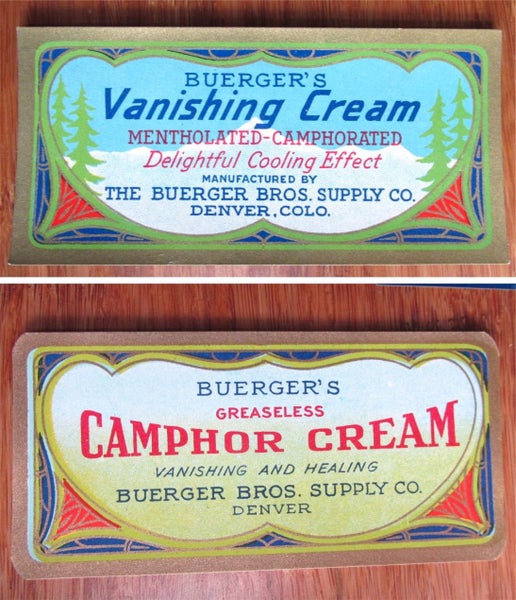 BUERGER'S
Vanishing Cream
MENTHOLATED-CAMPHORATED
Delightful Cooling Effect
MANUFACTURED BY
THE BUERGER BROS. SUPPLY CO.
DENVER, COLO.
BUERGER'S
GREASELESS
CAMPHOR CREAM
VANISHING AND HEALING
BUERGER BROS. SUPPLY CO.
DENVER